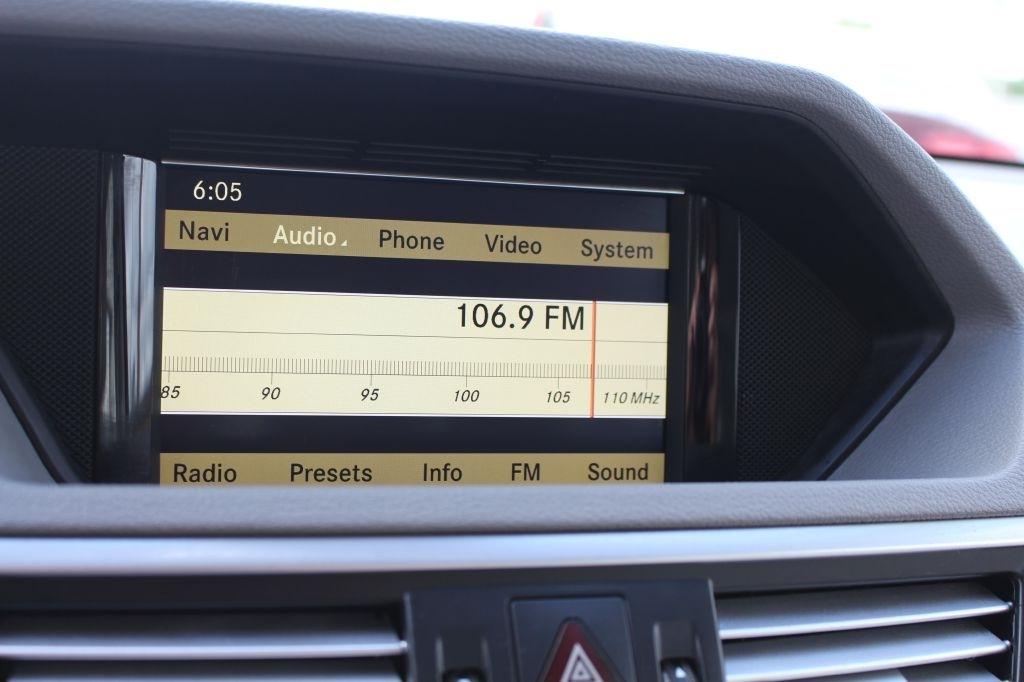 6:05
Navi Audio Phone Video System
106.9 FM
85 90 95 100 105 110 MHz
Radio Presets Info FM Sound